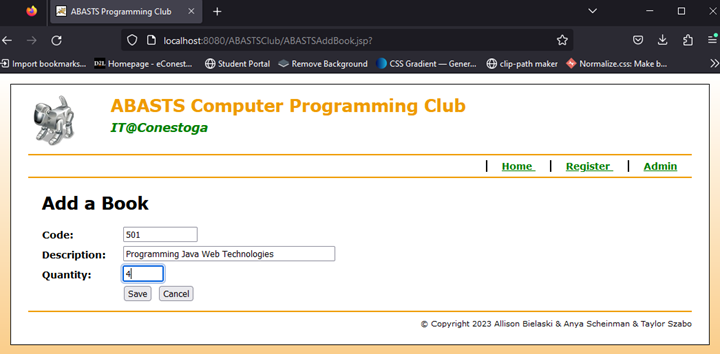 ABASTS Programming Club
localhost:8080/ABASTSClub/ABASTSAddBook.jsp?
Import bookmarks... D2L Homepage - eConest... Student Portal Remove Background CSS Gradient — Gener... clip-path maker Normalize.css: Make b...
ABASTS Computer Programming Club
IT@Conestoga
Home Register Admin
Add a Book
Code: 501
Description: Programming Java Web Technologies
Quantity: 4
Save Cancel
© Copyright 2023 Allison Bielaski & Anya Scheinman & Taylor Szabo